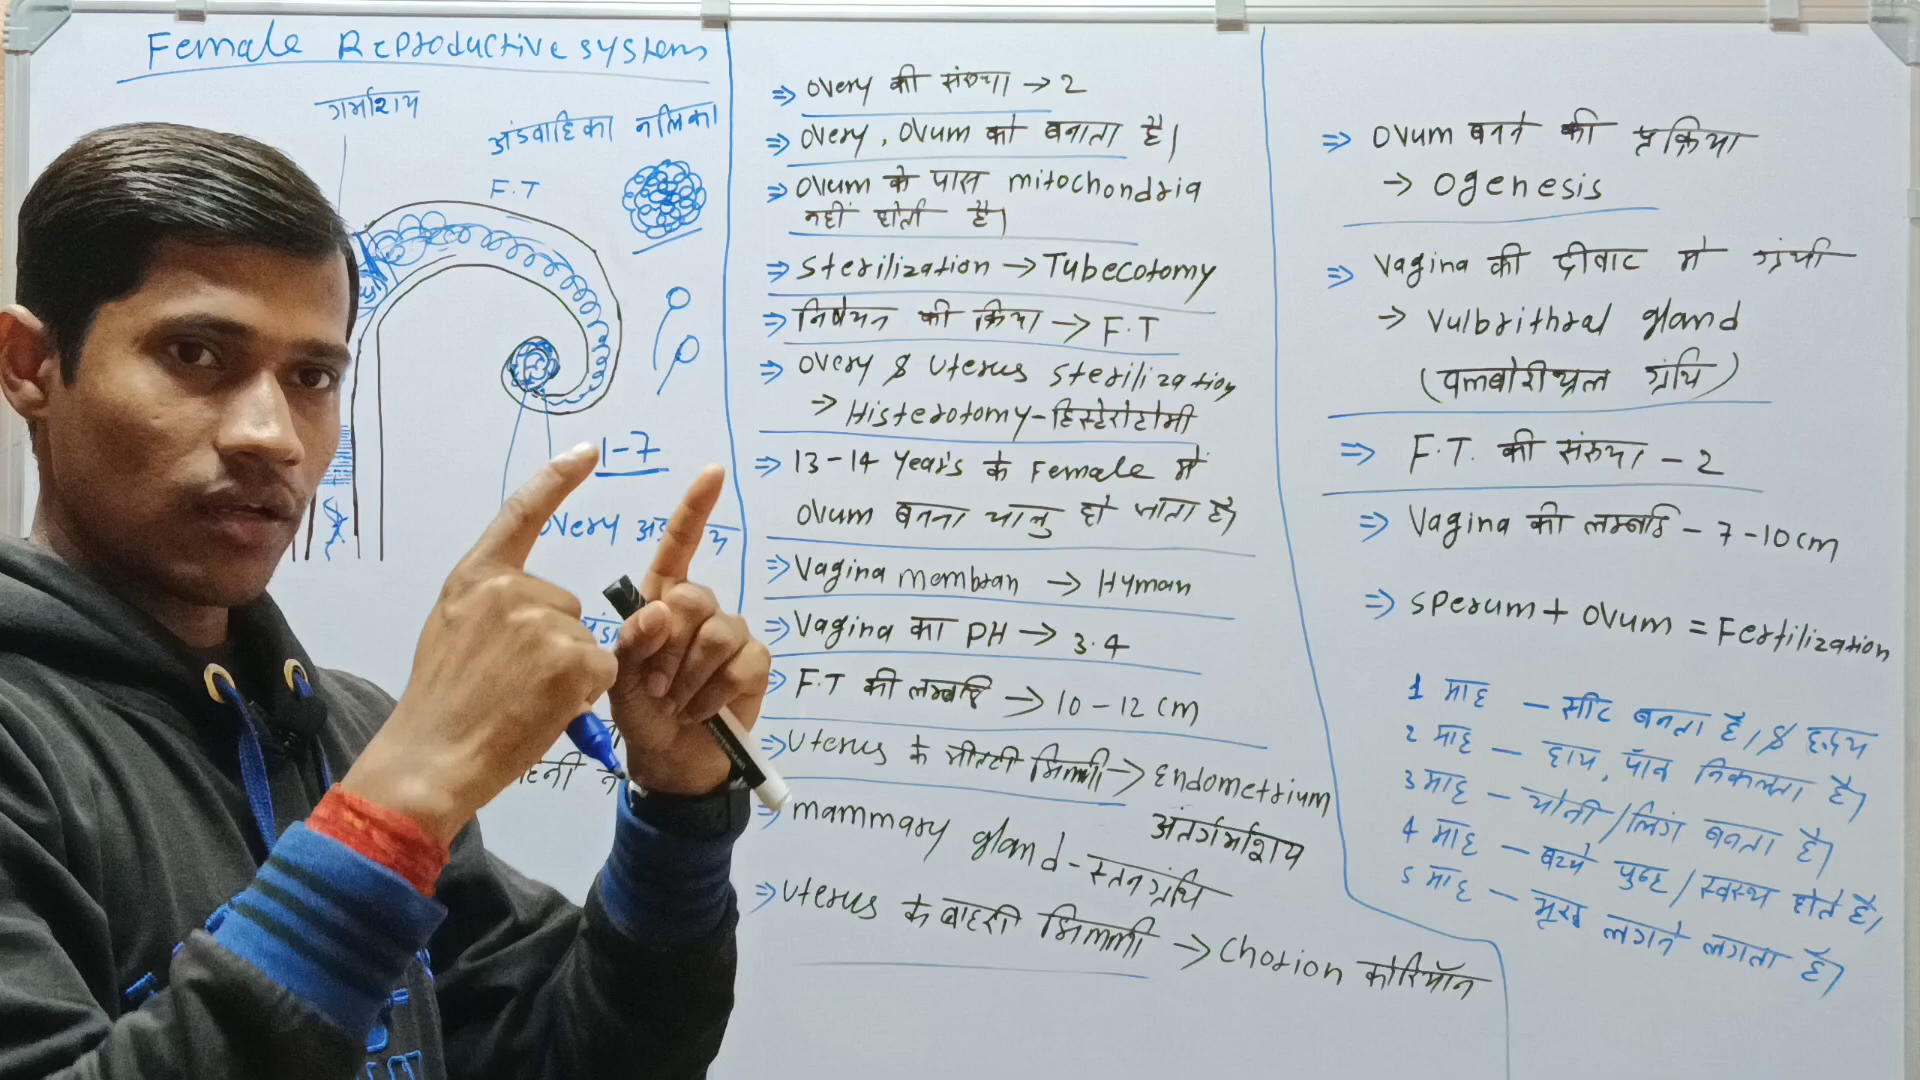 Female Reproductive systems
गर्भाशय
अंडवाहिका नलिका
F.T
1-7
overy
⇒ overy की संख्या → 2
⇒ overy, ovum को बनाता है।
⇒ ovum के पास mitochondria
नहीं होती है।
⇒ sterilization → Tubecotomy
⇒ निषेचन की क्रिया → F.T
⇒ overy & uterus sterilization
→ Histerotomy-हिस्टेरोटोमी
⇒ 13-14 Year's के Female में
ovum बनना चालु हो जाता है।
⇒ Vagina membran → Hyman
⇒ Vagina का PH → 3.4
⇒ F.T की लम्बाई → 10-12 cm
⇒ Uterus के भीतरी झिल्ली → Endometrium
अंतर्गर्भाशय
⇒ mammary gland-स्तन ग्रंथि
⇒ Uterus के बाहरी झिल्ली → Chorion कोरियॉन
⇒ Ovum बनने की प्रक्रिया
→ Ogenesis
⇒ Vagina की दीवाट मे ग्रंथी
→ Vulbrithral gland
(वल्बोरीथ्रल ग्रंथि)
⇒ F.T. की संख्या - 2
⇒ Vagina की लम्बाई - 7-10cm
⇒ Sperum + Ovum = Fertilization
1 माह - सीट बनता है, & हृदय
2 माह - हाथ, पाँव निकलता है।
3 माह - योनी/लिंग बनता है।
4 माह - बच्चे पुष्ट/स्वस्थ होते है,
5 माह - भूख लगने लगता है।